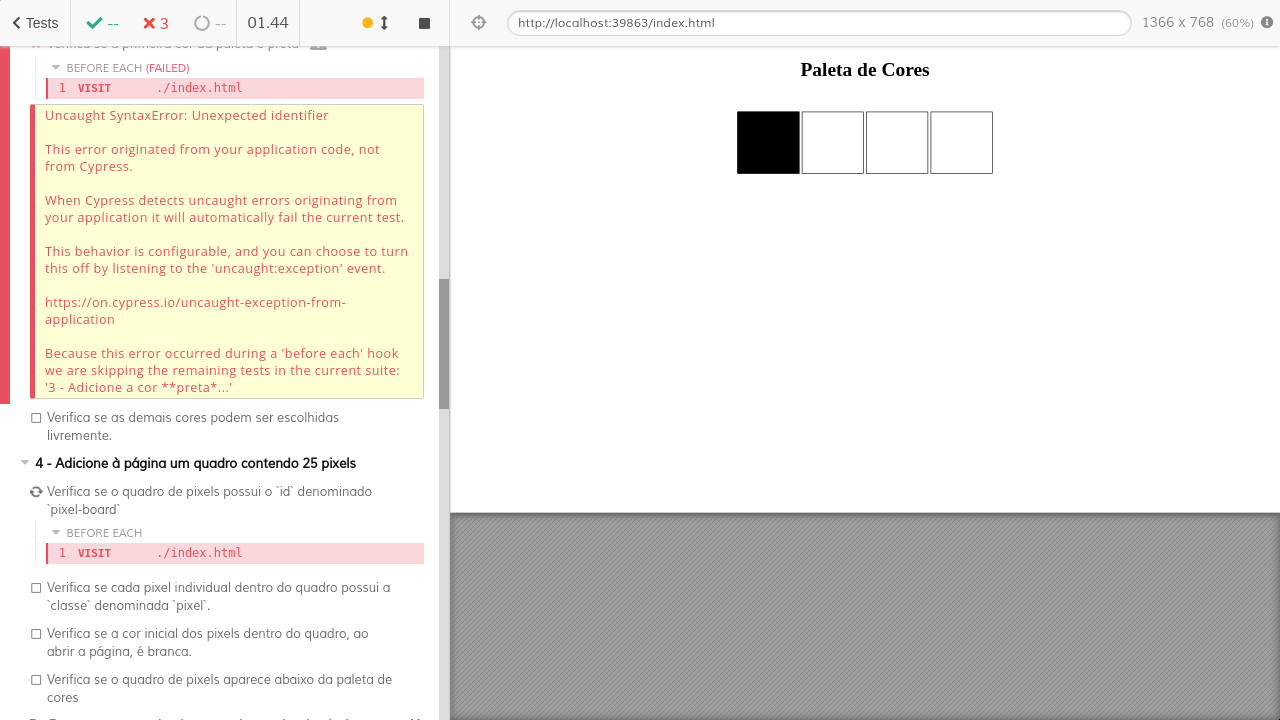 Tests
--
3
--
01.44
http://localhost:39863/index.html
1366 x 768 (60%)
Verifica se a primeira cor da paleta é preta
BEFORE EACH (FAILED)
1 VISIT ./index.html
Uncaught SyntaxError: Unexpected identifier
This error originated from your application code, not
from Cypress.
When Cypress detects uncaught errors originating from
your application it will automatically fail the current test.
This behavior is configurable, and you can choose to turn
this off by listening to the 'uncaught:exception' event.
https://on.cypress.io/uncaught-exception-from-
application
Because this error occurred during a 'before each' hook
we are skipping the remaining tests in the current suite:
'3 - Adicione a cor **preta*...'
Verifica se as demais cores podem ser escolhidas
livremente.
4 - Adicione à página um quadro contendo 25 pixels
Verifica se o quadro de pixels possui o `id` denominado
`pixel-board`
BEFORE EACH
1 VISIT ./index.html
Verifica se cada pixel individual dentro do quadro possui a
`classe` denominada `pixel`.
Verifica se a cor inicial dos pixels dentro do quadro, ao
abrir a página, é branca.
Verifica se o quadro de pixels aparece abaixo da paleta de
cores
Paleta de Cores